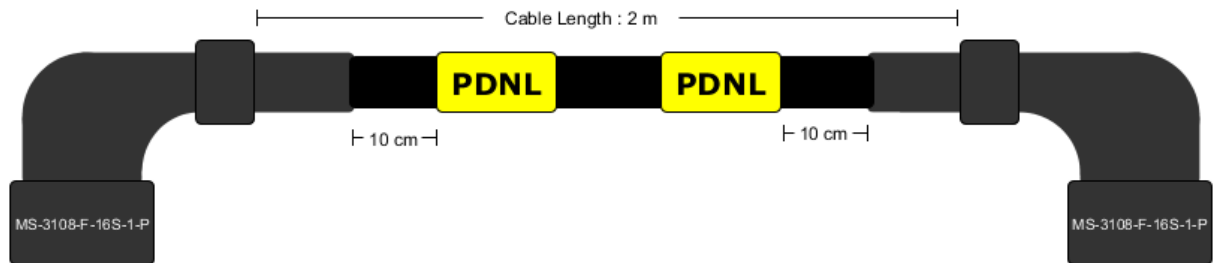 Cable Length : 2 m
PDNL
PDNL
10 cm
10 cm
MS-3108-F-16S-1-P
MS-3108-F-16S-1-P